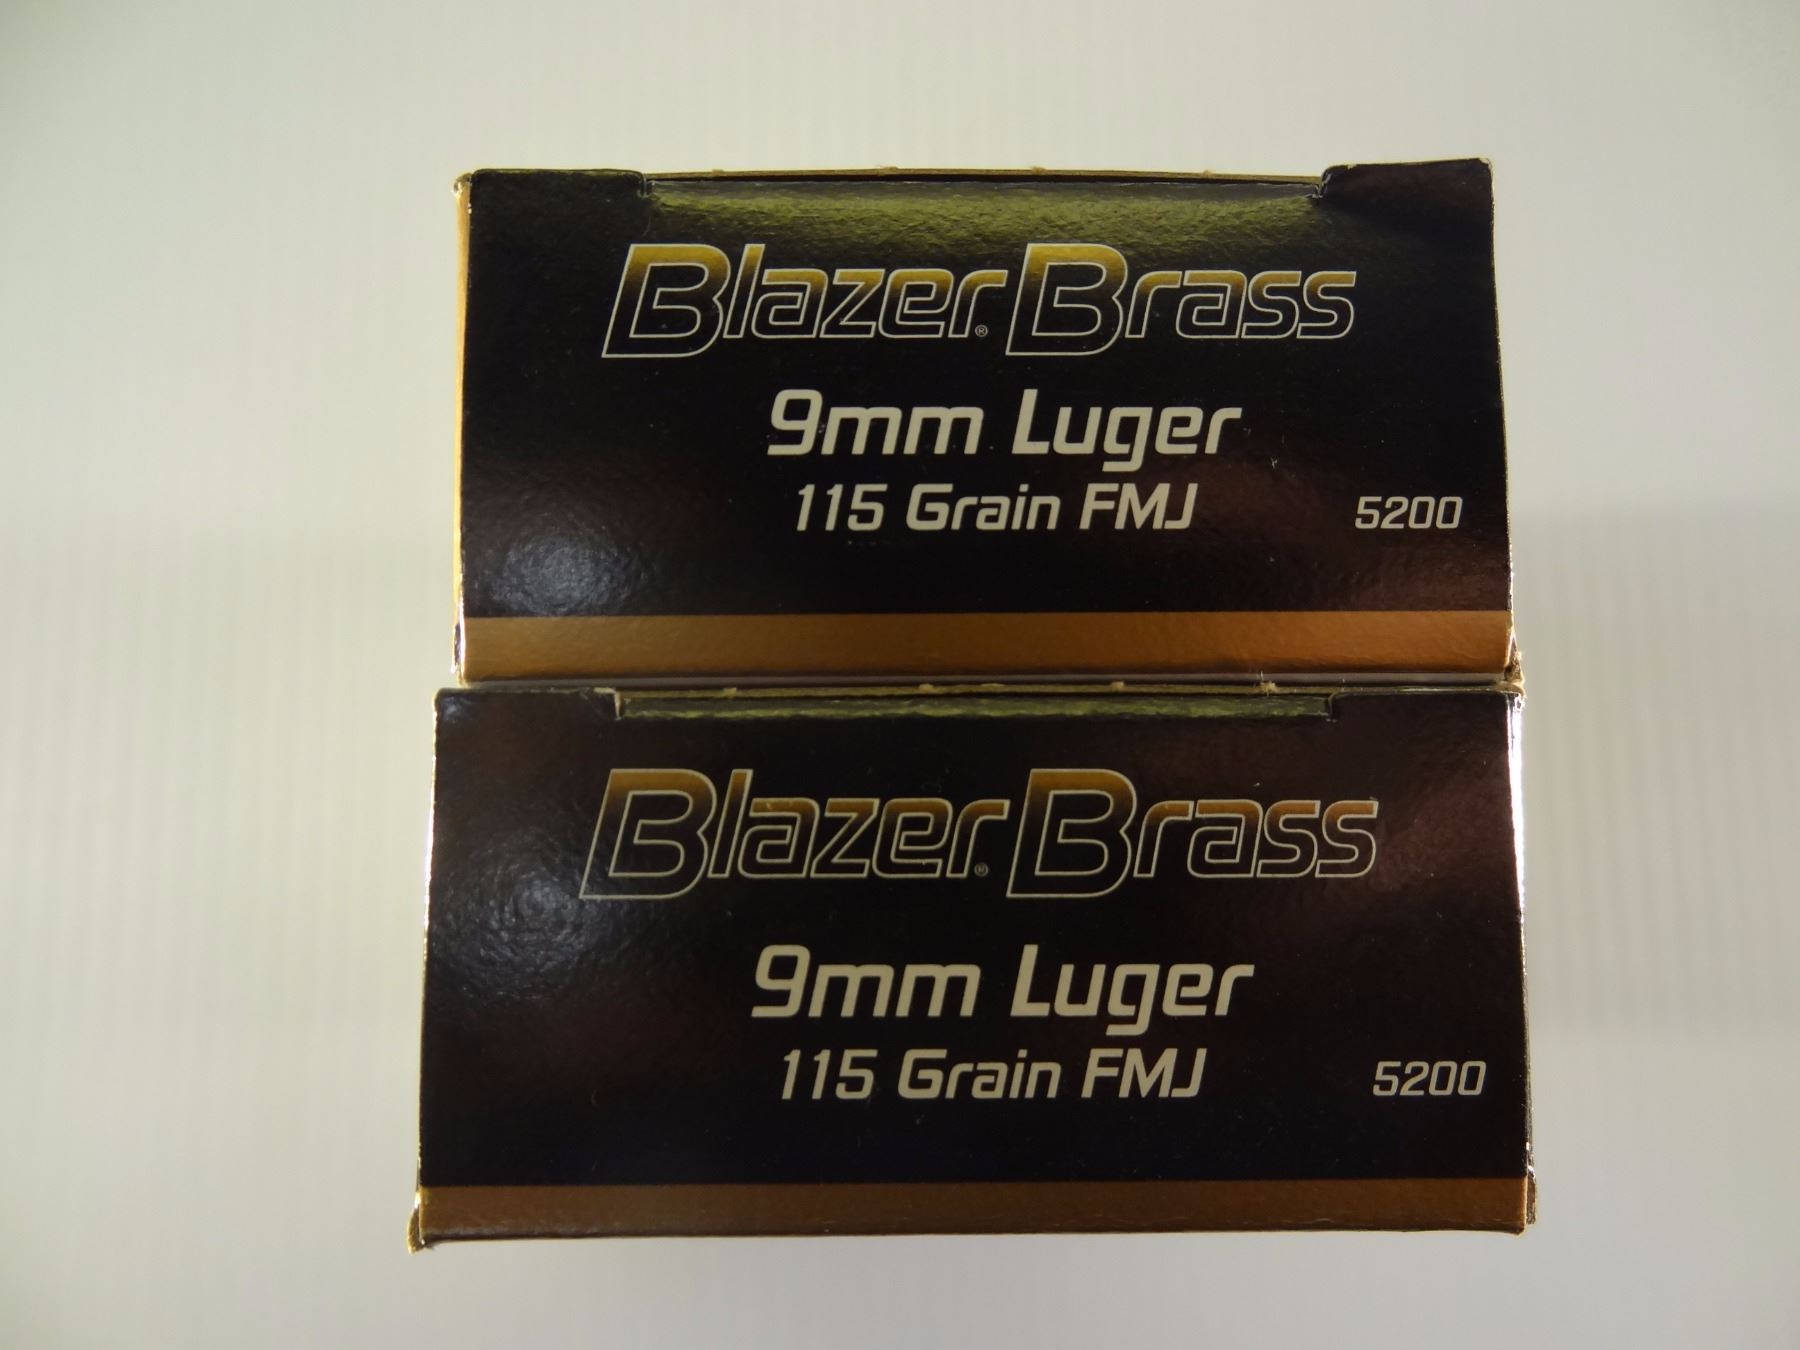 Blazer® Brass
9mm Luger
115 Grain FMJ 5200
Blazer® Brass
9mm Luger
115 Grain FMJ 5200